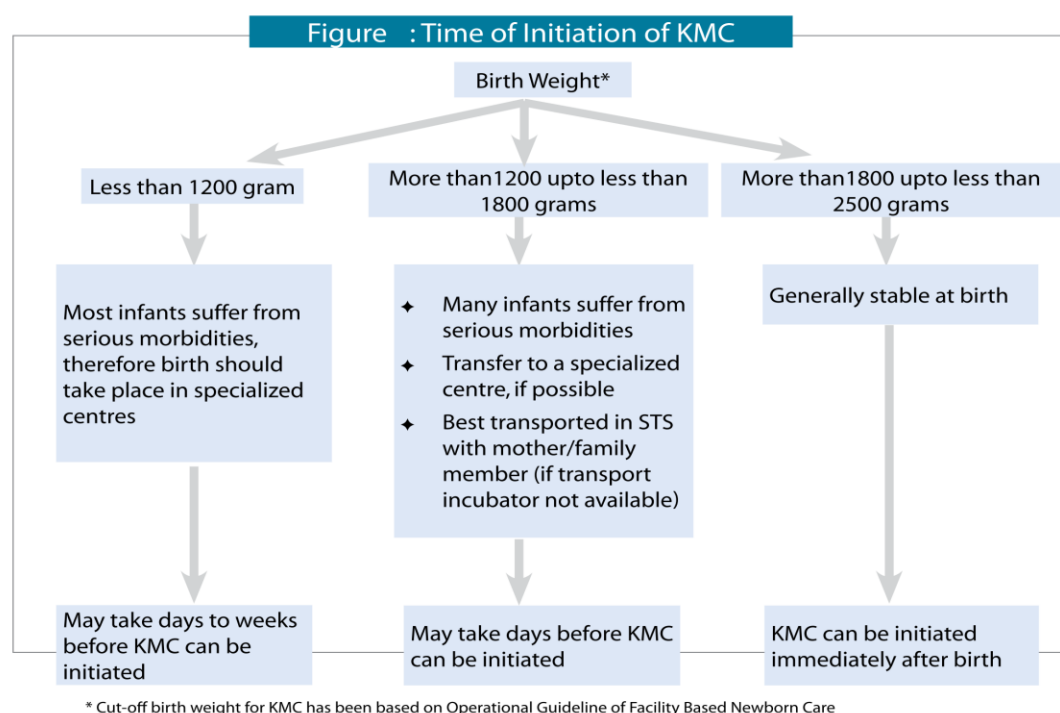 Figure : Time of Initiation of KMC
Birth Weight*
Less than 1200 gram
More than1200 upto less than
1800 grams
More than1800 upto less than
2500 grams
Most infants suffer from
serious morbidities,
therefore birth should
take place in specialized
centres
✦ Many infants suffer from
serious morbidities
✦ Transfer to a specialized
centre, if possible
✦ Best transported in STS
with mother/family
member (if transport
incubator not available)
Generally stable at birth
May take days to weeks
before KMC can be
initiated
May take days before KMC
can be initiated
KMC can be initiated
immediately after birth
* Cut-off birth weight for KMC has been based on Operational Guideline of Facility Based Newborn Care